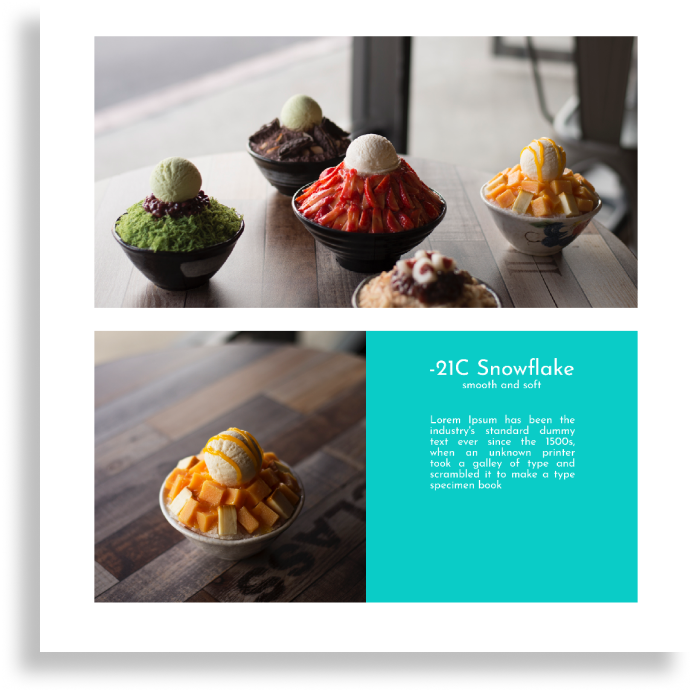 -21C Snowflake
smooth and soft
Lorem Ipsum has been the
industry's standard dummy
text ever since the 1500s,
when an unknown printer
took a galley of type and
scrambled it to make a type
specimen book
GLASS